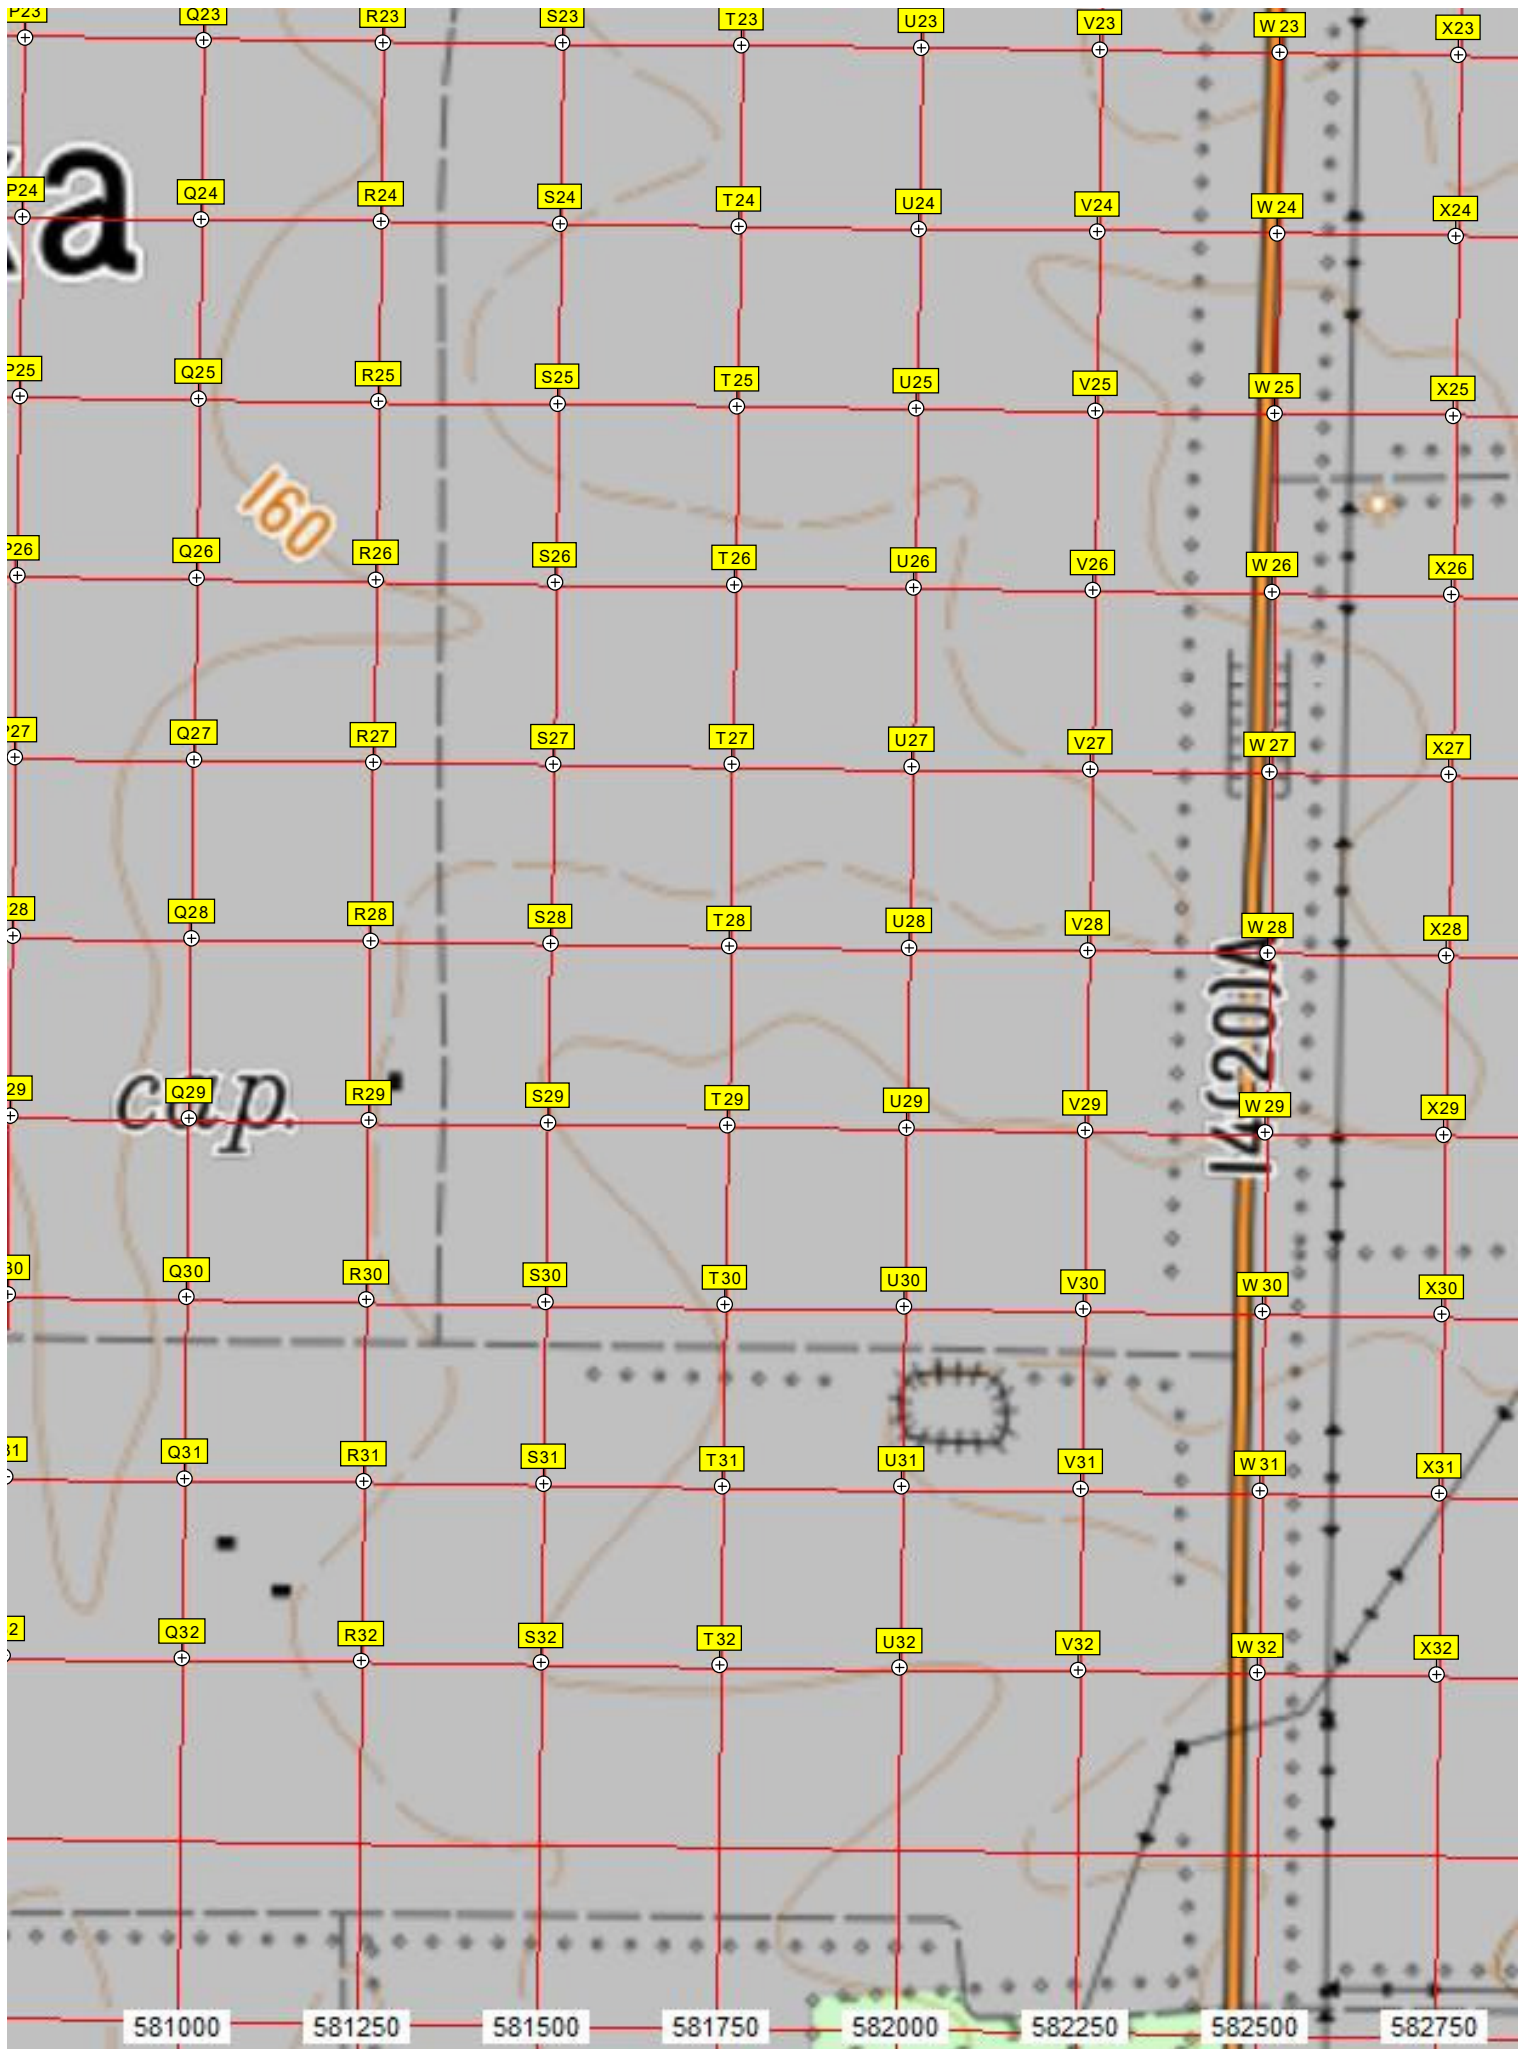 P23 Q23 R23 S23 T23 U23 V23 W23 X23
P24 Q24 R24 S24 T24 U24 V24 W24 X24
ка
P25 Q25 R25 S25 T25 U25 V25 W25 X25
160
P26 Q26 R26 S26 T26 U26 V26 W26 X26
P27 Q27 R27 S27 T27 U27 V27 W27 X27
28 Q28 R28 S28 T28 U28 V28 W28 X28
14(20)А
29 Q29 R29 S29 T29 U29 V29 W29 X29
сар.
30 Q30 R30 S30 T30 U30 V30 W30 X30
31 Q31 R31 S31 T31 U31 V31 W31 X31
2 Q32 R32 S32 T32 U32 V32 W32 X32
581000 581250 581500 581750 582000 582250 582500 582750